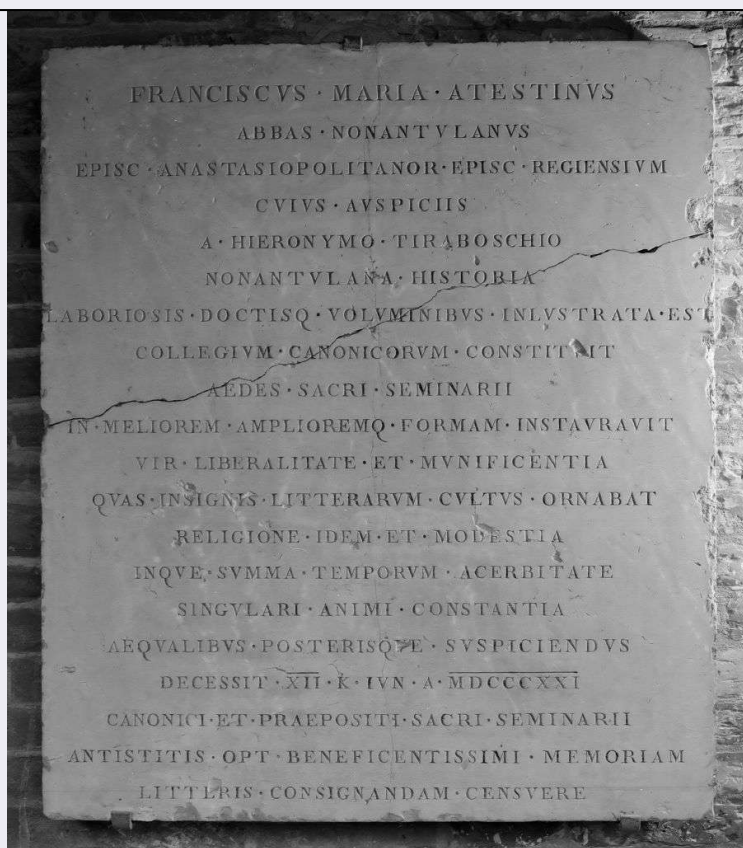 FRANCISCVS · MARIA · ATESTINVS
ABBAS · NONANTVLANVS
EPISC · ANASTASIOPOLITANOR · EPISC · REGIENSIVM
CVIVS · AVSPICIIS
A · HIERONYMO · TIRABOSCHIO
NONANTVLANA · HISTORIA
LABORIOSIS · DOCTISQ · VOLVMINIBVS · INLVSTRATA · EST
COLLEGIVM · CANONICORVM · CONSTITVIT
AEDES · SACRI · SEMINARII
IN · MELIOREM · AMPLIOREMQ · FORMAM · INSTAVRAVIT
VIR · LIBERALITATE · ET · MVNIFICENTIA
QVAS · INSIGNIS · LITTERARVM · CVLTVS · ORNABAT
RELIGIONE · IDEM · ET · MODESTIA
INQVE · SVMMA · TEMPORVM · ACERBITATE
SINGVLARI · ANIMI · CONSTANTIA
AEQVALIBVS · POSTERISQVE · SVSPICIENDVS
DECESSIT · XII · K · IVN · A · MDCCCXXI
CANONICI · ET · PRAEPOSITI · SACRI · SEMINARII
ANTISTITIS · OPT · BENEFICENTISSIMI · MEMORIAM
LITTERIS · CONSIGNANDAM · CENSVERE